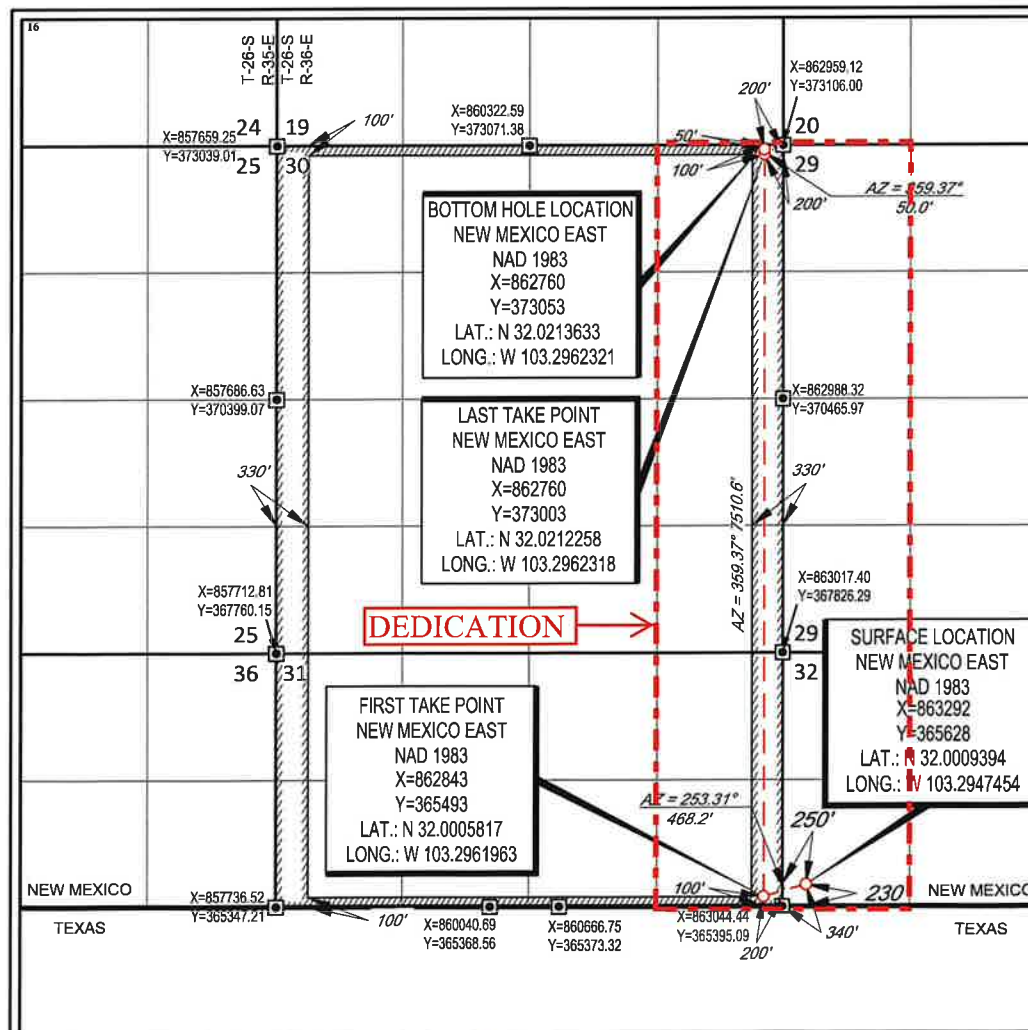 16
T-26-S
R-35-E
T-26-S
R-36-E
X=862959.12
Y=373106.00
200'
X=860322.59
Y=373071.38
100'
24 19
X=857659.25
Y=373039.01
25 30
50'
20
29
100'
200'
AZ = 359.37°
50.0'
BOTTOM HOLE LOCATION
NEW MEXICO EAST
NAD 1983
X=862760
Y=373053
LAT.: N 32.0213633
LONG.: W 103.2962321
X=857686.63
Y=370399.07
X=862988.32
Y=370465.97
LAST TAKE POINT
NEW MEXICO EAST
NAD 1983
X=862760
Y=373003
LAT.: N 32.0212258
LONG.: W 103.2962318
330'
330'
AZ = 359.37° 7510.6'
X=857712.81
Y=367760.15
X=863017.40
Y=367826.29
DEDICATION
25
36 31
29
32
SURFACE LOCATION
NEW MEXICO EAST
NAD 1983
X=863292
Y=365628
LAT.: N 32.0009394
LONG.: W 103.2947454
FIRST TAKE POINT
NEW MEXICO EAST
NAD 1983
X=862843
Y=365493
LAT.: N 32.0005817
LONG.: W 103.2961963
AZ = 253.31°
468.2'
250'
NEW MEXICO
TEXAS
X=857736.52
Y=365347.21
100'
X=860040.69
Y=365368.56
X=860666.75
Y=365373.32
100'
X=863044.44
Y=365395.09
200'
340'
230
NEW MEXICO
TEXAS